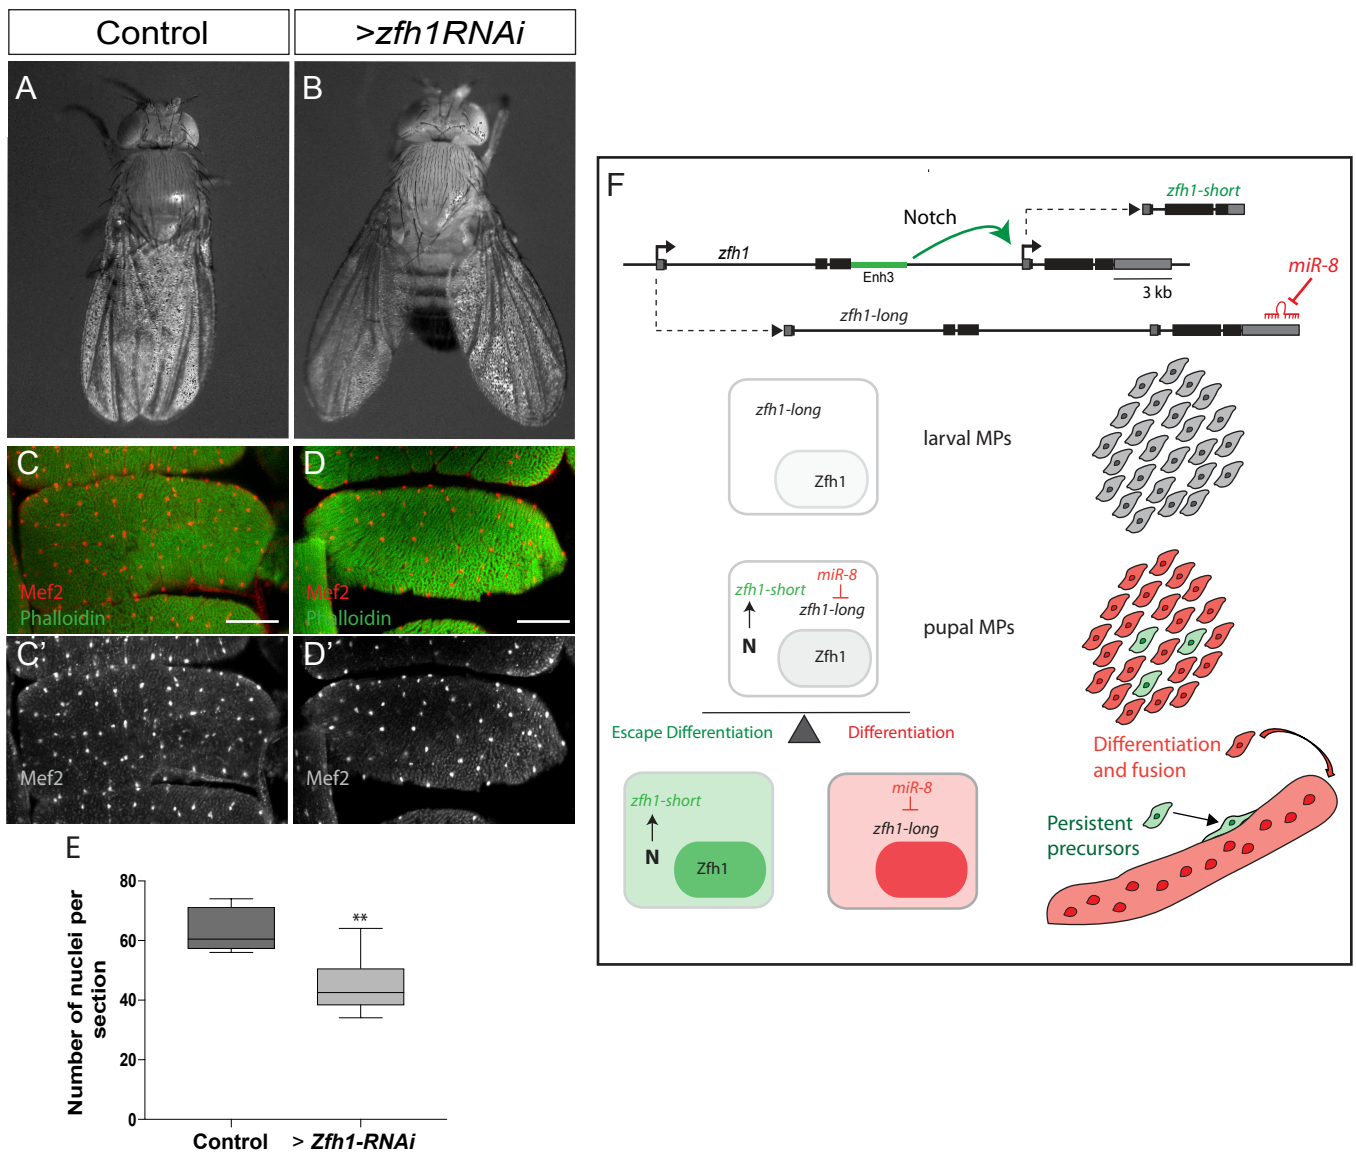 Control
>zfh1RNAi
A
B
C
Mef2
Phalloidin
D
Mef2
Phalloidin
C'
Mef2
D'
Mef2
E
Number of nuclei per
section
80
60
40
20
0
**
Control
> Zfh1-RNAi
F
zfh1-short
Notch
zfh1
Enh3
3 kb
miR-8
zfh1-long
zfh1-long
Zfh1
larval MPs
zfh1-short
miR-8
zfh1-long
N
Zfh1
pupal MPs
Escape Differentiation
Differentiation
zfh1-short
N
Zfh1
miR-8
zfh1-long
Differentiation
and fusion
Persistent
precursors